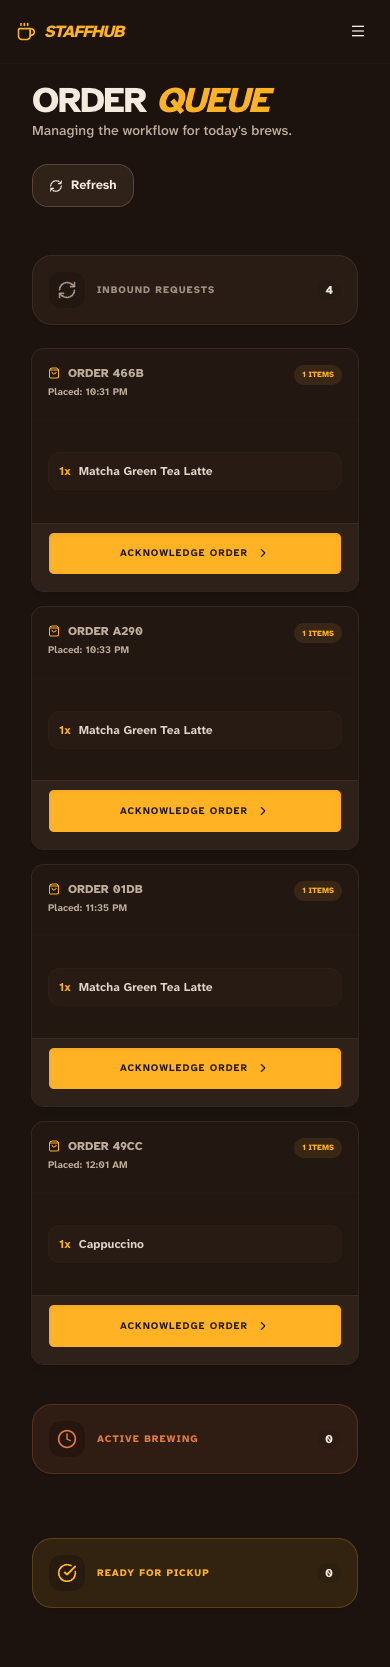 STAFFHUB
ORDER QUEUE
Managing the workflow for today's brews.
Refresh
INBOUND REQUESTS 4
ORDER 466B 1 ITEMS
Placed: 10:31 PM
1x Matcha Green Tea Latte
ACKNOWLEDGE ORDER
ORDER A290 1 ITEMS
Placed: 10:33 PM
1x Matcha Green Tea Latte
ACKNOWLEDGE ORDER
ORDER 01DB 1 ITEMS
Placed: 11:35 PM
1x Matcha Green Tea Latte
ACKNOWLEDGE ORDER
ORDER 49CC 1 ITEMS
Placed: 12:01 AM
1x Cappuccino
ACKNOWLEDGE ORDER
ACTIVE BREWING 0
READY FOR PICKUP 0